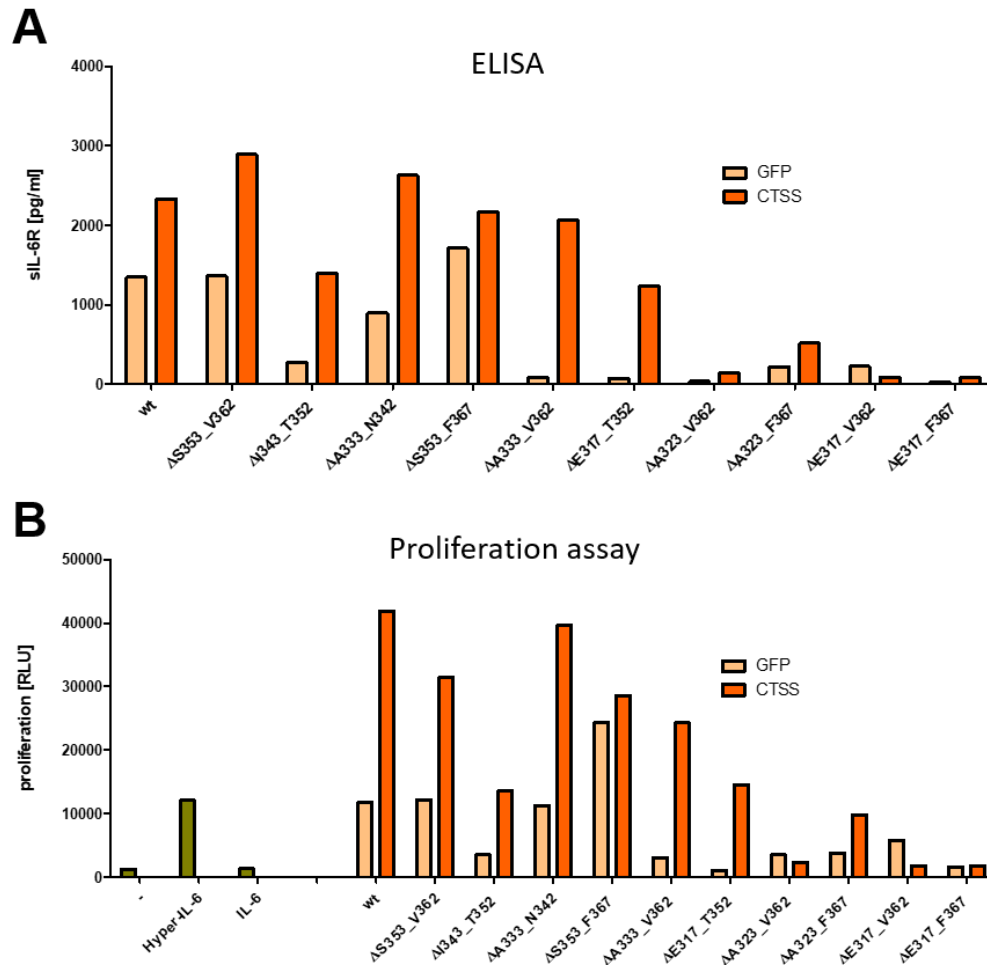 A
ELISA
4000
3000
2000
1000
0
sIL-6R [pg/ml]
GFP
CTSS
wt
ΔS353_V362
ΔI343_T352
ΔA333_N342
ΔS353_F367
ΔA333_V362
ΔE317_T352
ΔA323_V362
ΔA323_F367
ΔE317_V362
ΔE317_F367
B
Proliferation assay
50000
40000
30000
20000
10000
0
proliferation [RLU]
GFP
CTSS
-
Hyper-IL-6
IL-6
wt
ΔS353_V362
ΔI343_T352
ΔA333_N342
ΔS353_F367
ΔA333_V362
ΔE317_T352
ΔA323_V362
ΔA323_F367
ΔE317_V362
ΔE317_F367